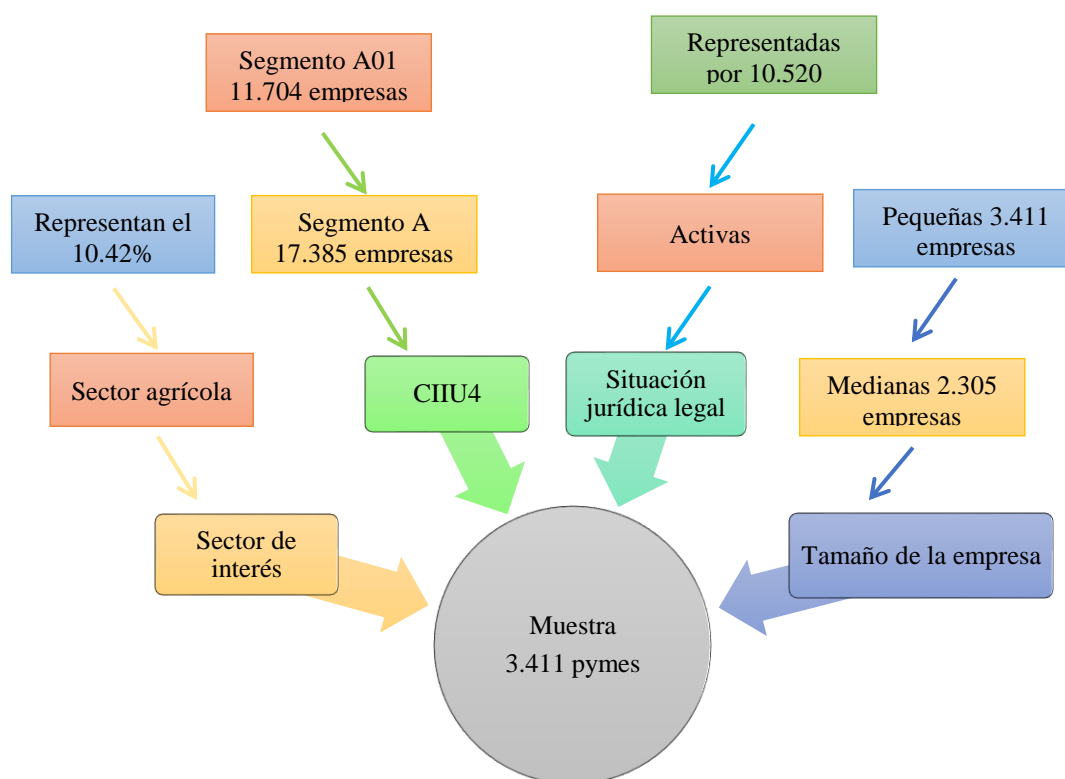 Segmento A01
11.704 empresas
Representadas
por 10.520
Representan el
10.42%
Segmento A
17.385 empresas
Activas
Pequeñas 3.411
empresas
Sector agrícola
CIIU4
Situación
jurídica legal
Medianas 2.305
empresas
Sector de
interés
Tamaño de la empresa
Muestra
3.411 pymes